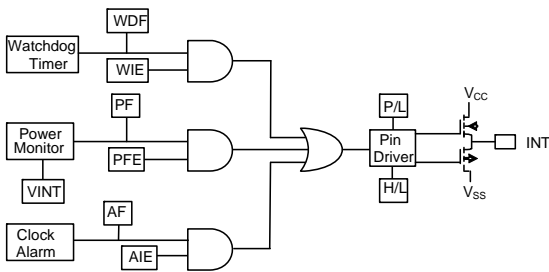 WDF
Watchdog
Timer
WIE
PF
Power
Monitor
PFE
VINT
AF
Clock
Alarm
AIE
P/L
Pin
Driver
H/L
VCC
INT
VSS